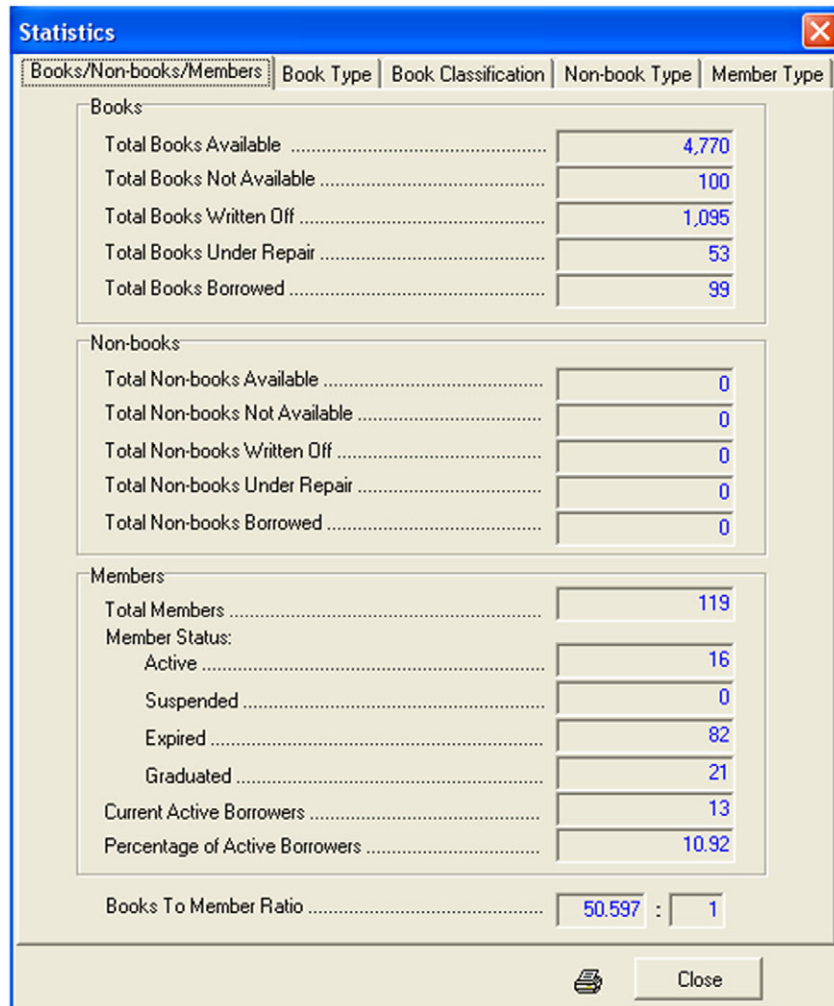 Statistics
Books/Non-books/Members Book Type Book Classification Non-book Type Member Type
Books
Total Books Available ................ 4,770
Total Books Not Available ................ 100
Total Books Written Off ................ 1,095
Total Books Under Repair ................ 53
Total Books Borrowed ................ 99
Non-books
Total Non-books Available ................ 0
Total Non-books Not Available ................ 0
Total Non-books Written Off ................ 0
Total Non-books Under Repair ................ 0
Total Non-books Borrowed ................ 0
Members
Total Members ................ 119
Member Status:
Active ................ 16
Suspended ................ 0
Expired ................ 82
Graduated ................ 21
Current Active Borrowers ................ 13
Percentage of Active Borrowers ................ 10.92
Books To Member Ratio ................ 50.597 : 1
Close